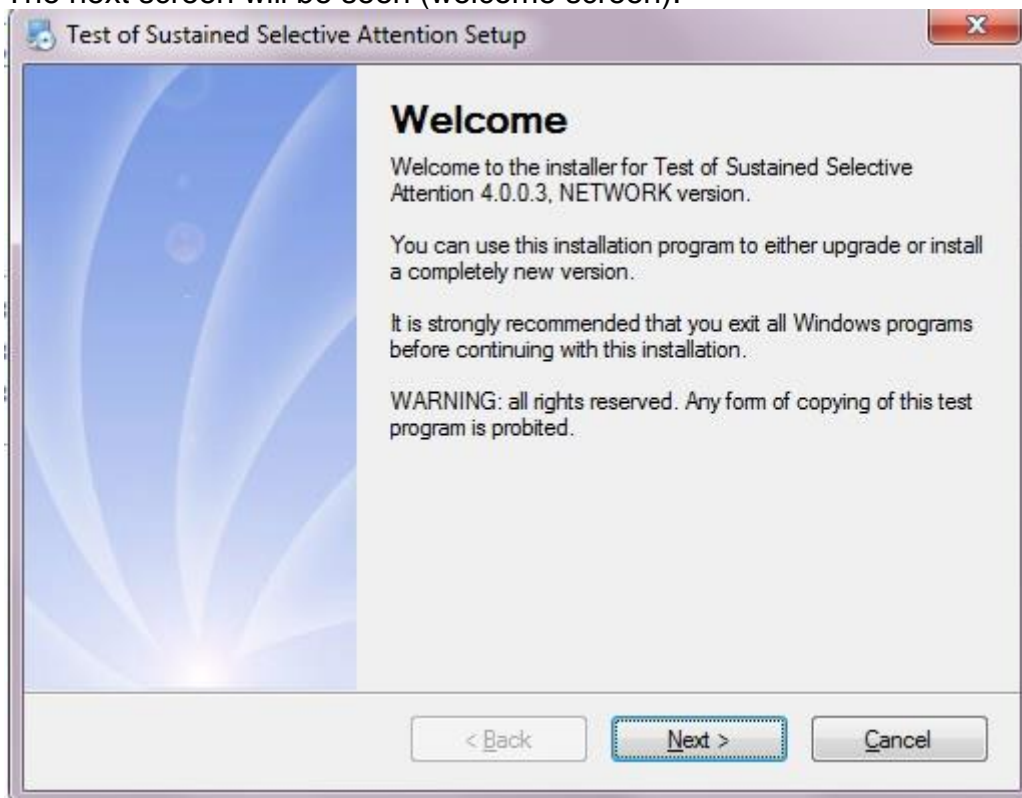 The next screen will be seen (welcome screen):
Test of Sustained Selective Attention Setup
Welcome
Welcome to the installer for Test of Sustained Selective
Attention 4.0.0.3, NETWORK version.
You can use this installation program to either upgrade or install
a completely new version.
It is strongly recommended that you exit all Windows programs
before continuing with this installation.
WARNING: all rights reserved. Any form of copying of this test
program is probited.
< Back
Next >
Cancel